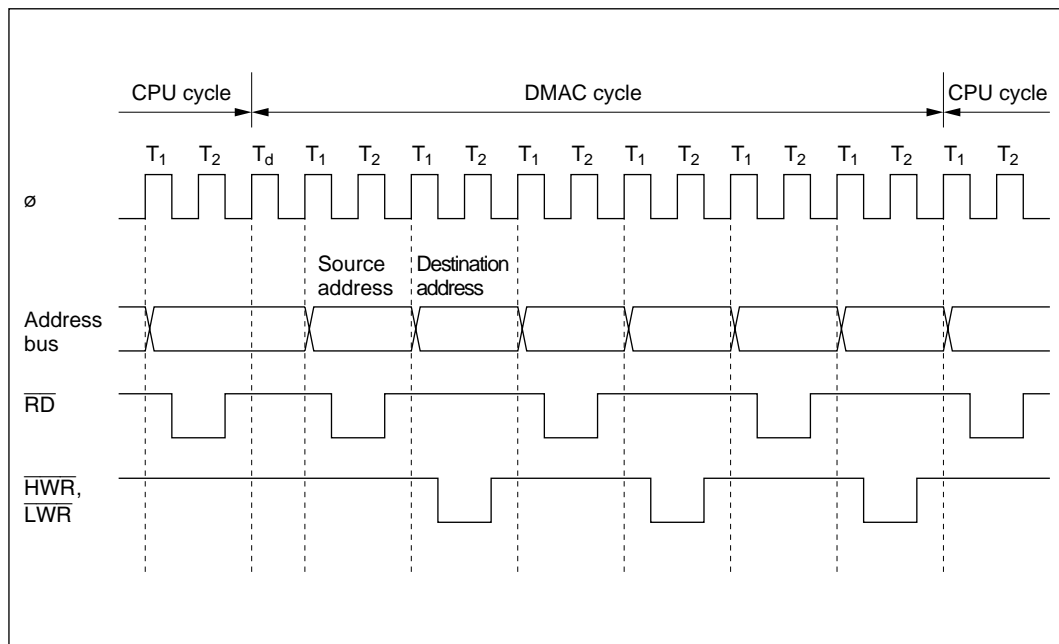 CPU cycle DMAC cycle CPU cycle
T₁ T₂ T_d T₁ T₂ T₁ T₂ T₁ T₂ T₁ T₂ T₁ T₂ T₁ T₂ T₁ T₂
ø
Source address
Destination address
Address bus
RD
HWR,
LWR